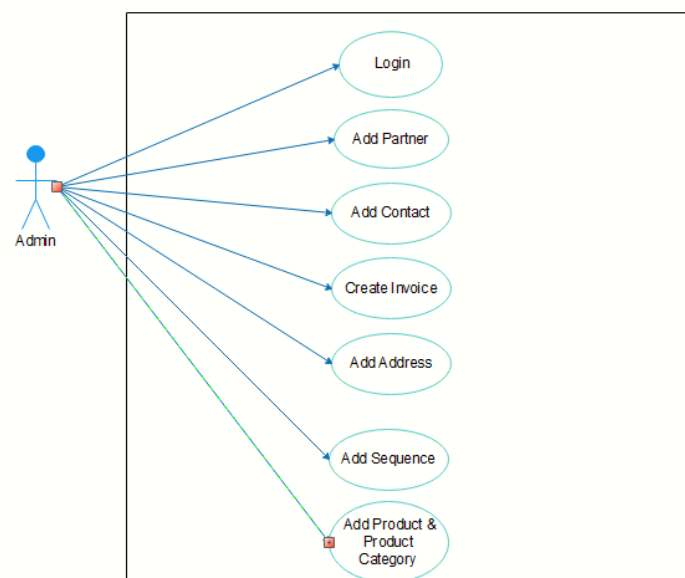 Login
Add Partner
Add Contact
Admin
Create Invoice
Add Address
Add Sequence
Add Product &
Product
Category